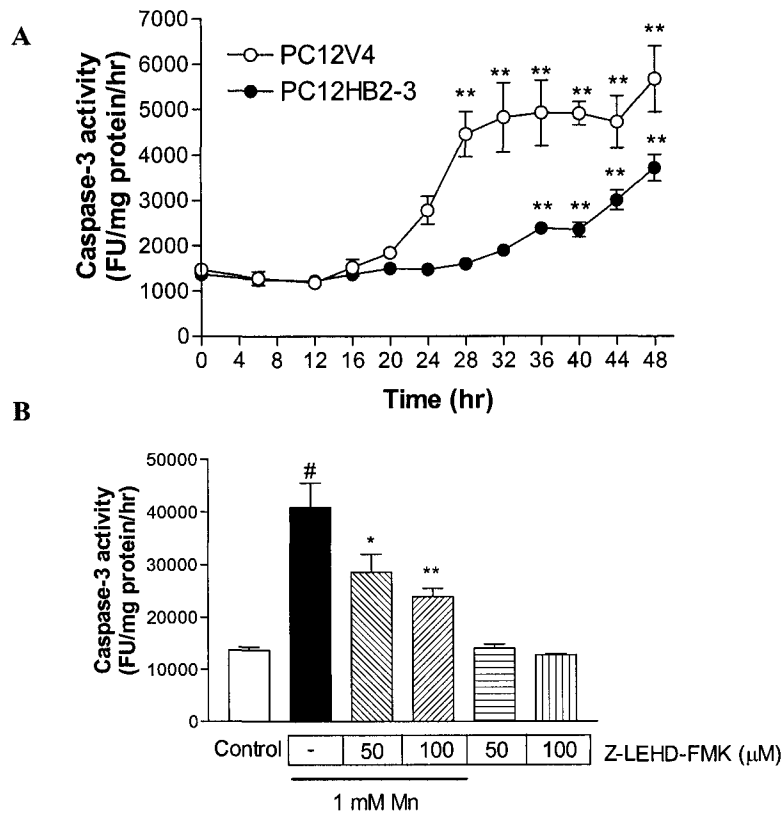 A
Caspase-3 activity
(FU/mg protein/hr)
7000
6000
5000
4000
3000
2000
1000
0
PC12V4
PC12HB2-3
** ** ** ** ** **
** ** ** **
0 4 8 12 16 20 24 28 32 36 40 44 48
Time (hr)
B
Caspase-3 activity
(FU/mg protein/hr)
50000
40000
30000
20000
10000
0
#
*
**
Control - 50 100 50 100 Z-LEHD-FMK (μM)
1 mM Mn